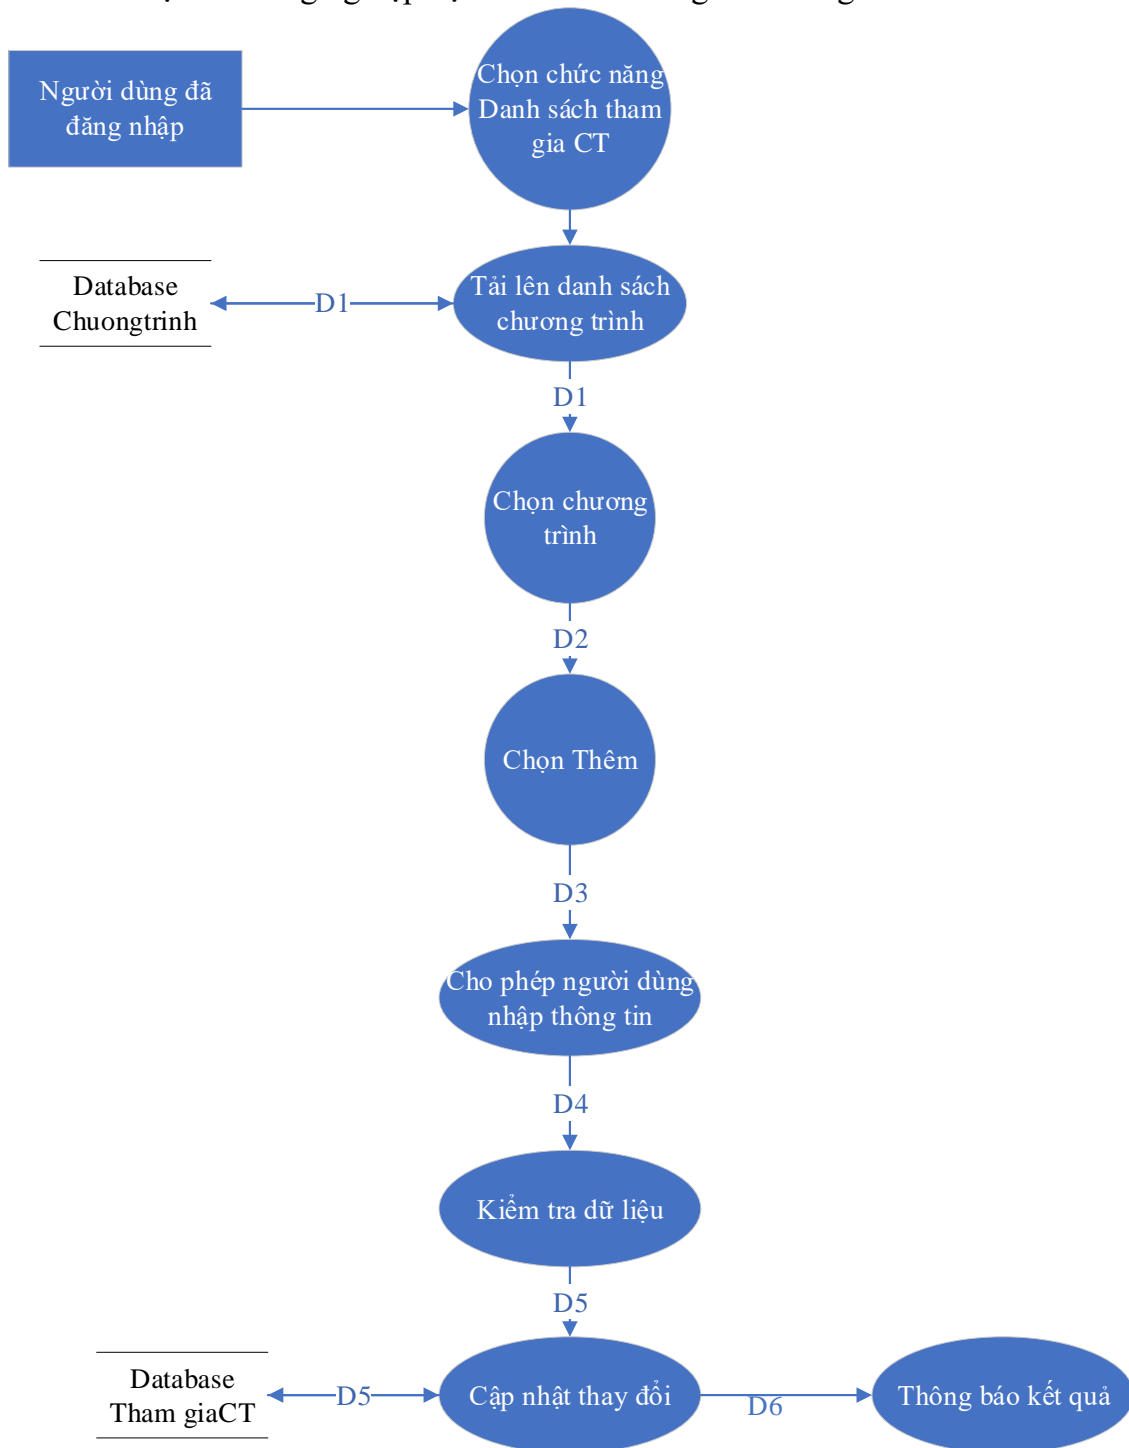 Người dùng đã
đăng nhập
Chọn chức năng
Danh sách tham
gia CT
Database
Chuongtrinh
D1
Tải lên danh sách
chương trình
D1
Chọn chương
trình
D2
Chọn Thêm
D3
Cho phép người dùng
nhập thông tin
D4
Kiểm tra dữ liệu
D5
Database
Tham giaCT
D5
Cập nhật thay đổi
D6
Thông báo kết quả